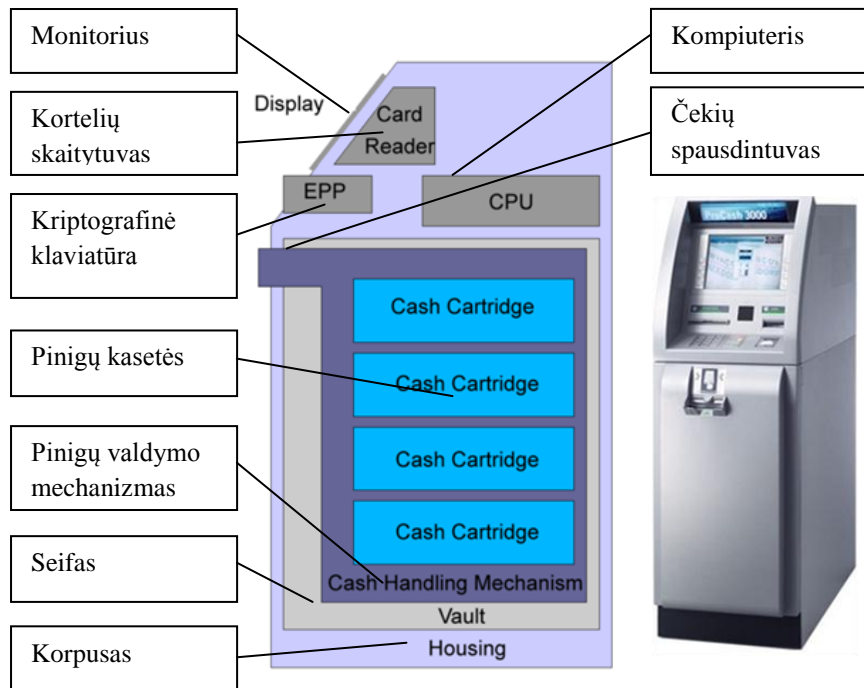 Monitorius
Kortelių
skaitytuvas
Kriptografinė
klaviatūra
Pinigų kasetės
Pinigų valdymo
mechanizmas
Seifas
Korpusas
Display
Card
Reader
EPP
CPU
Cash Cartridge
Cash Cartridge
Cash Cartridge
Cash Cartridge
Cash Handling Mechanism
Vault
Housing
Kompiuteris
Čekių
spausdintuvas
ProCash 3000